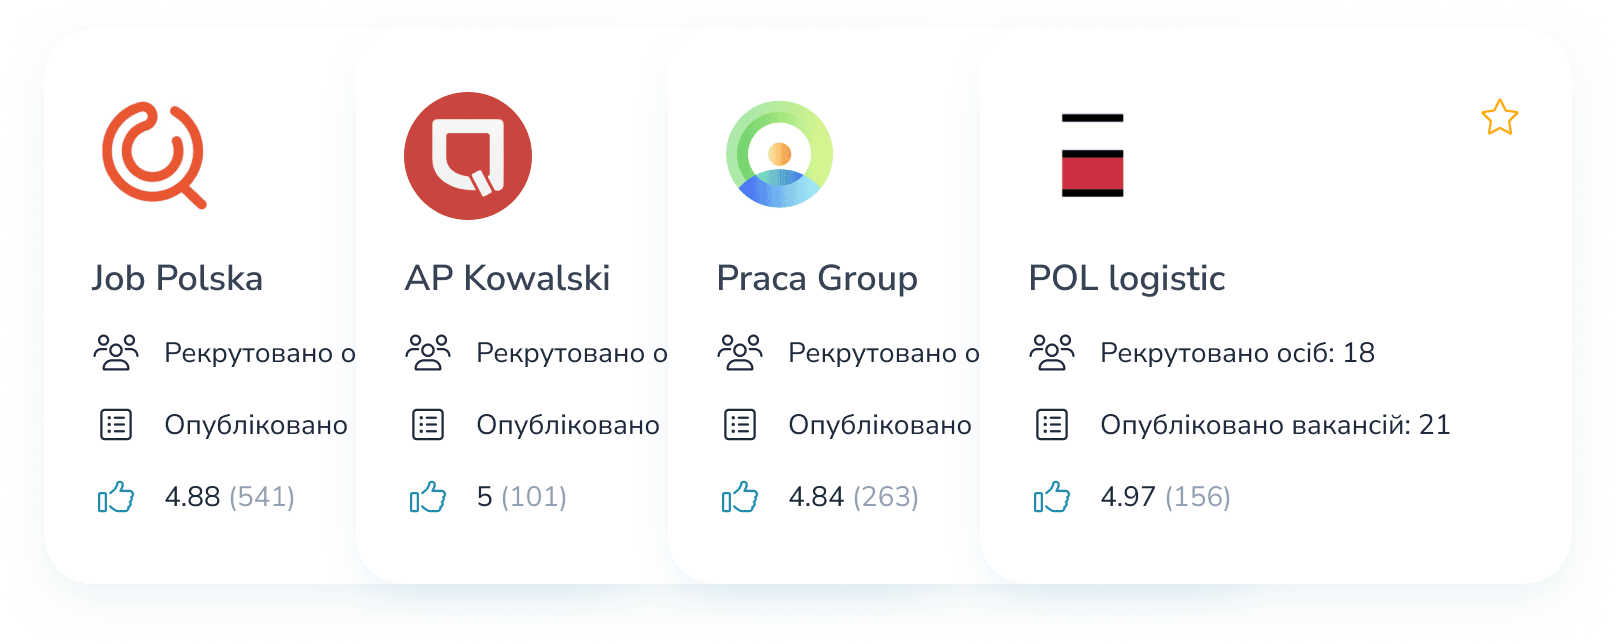 Job Polska
Рекрутовано о
Опубліковано
4.88 (541)
AP Kowalski
Рекрутовано о
Опубліковано
5 (101)
Praca Group
Рекрутовано о
Опубліковано
4.84 (263)
POL logistic
Рекрутовано осіб: 18
Опубліковано вакансій: 21
4.97 (156)